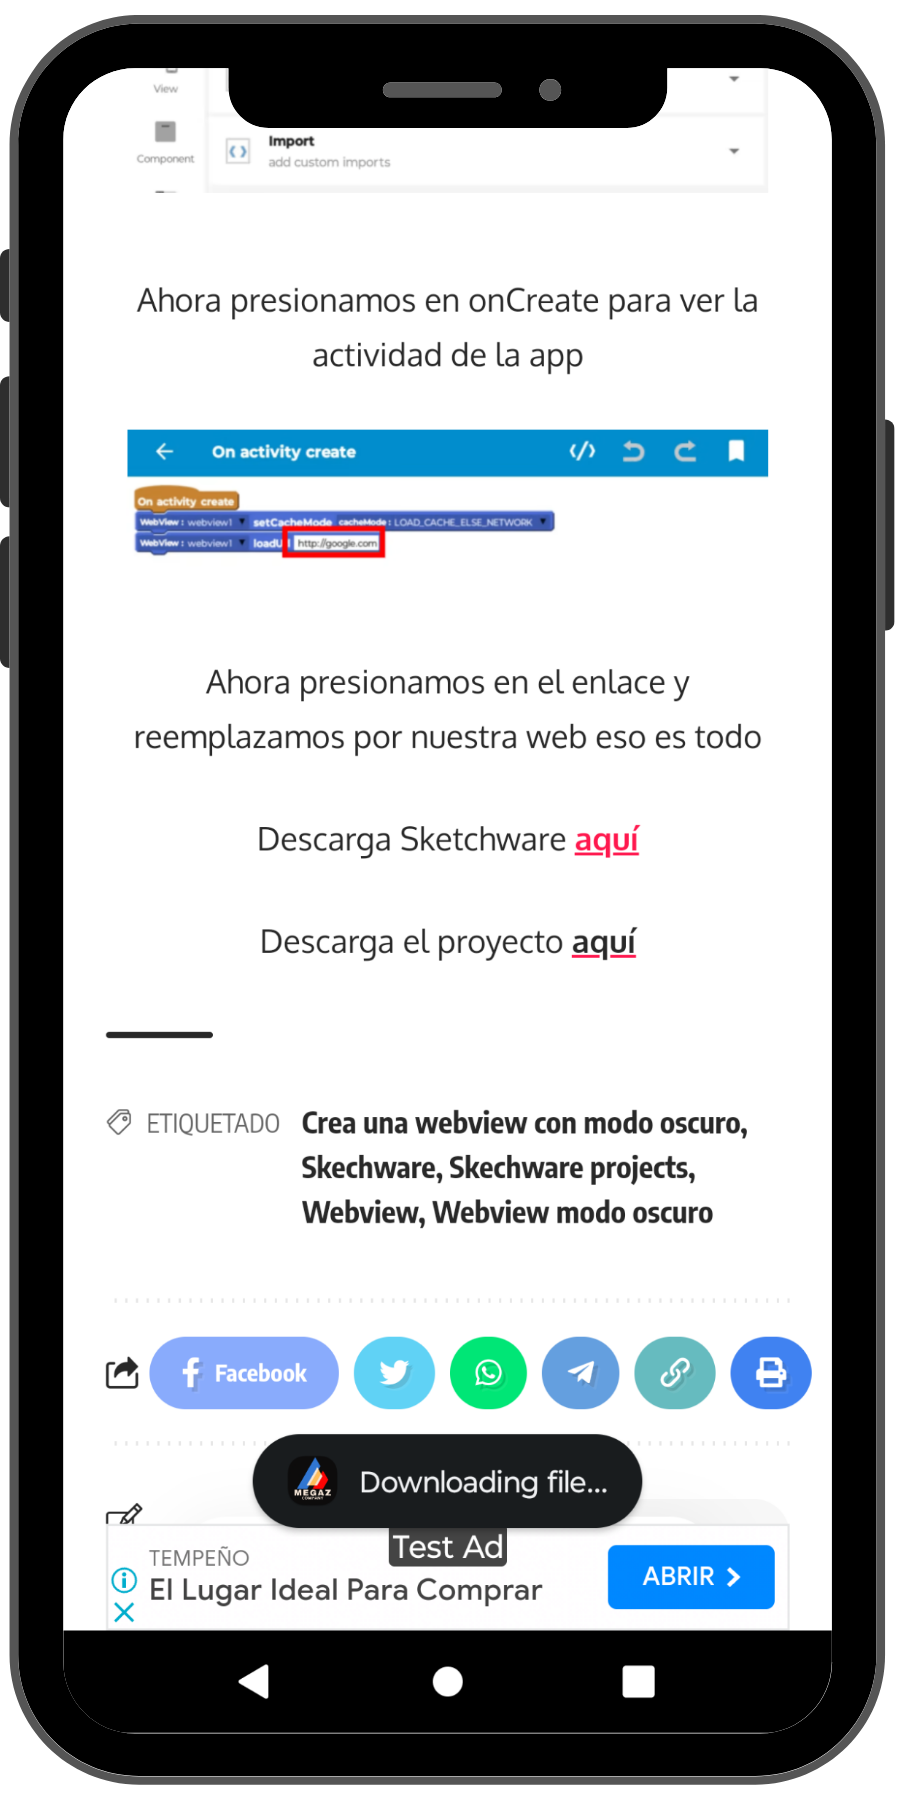 View
Import
Component
add custom imports
Ahora presionamos en onCreate para ver la
actividad de la app
On activity create
On activity create
WebView : webview1 setCacheMode cacheMode : LOAD_CACHE_ELSE_NETWORK
WebView : webview1 loadU http://google.com
Ahora presionamos en el enlace y
reemplazamos por nuestra web eso es todo
Descarga Sketchware aquí
Descarga el proyecto aquí
ETIQUETADO Crea una webview con modo oscuro,
Skechware, Skechware projects,
Webview, Webview modo oscuro
Facebook
MEGAZ
COMPANY
Downloading file...
Test Ad
TEMPEÑO
El Lugar Ideal Para Comprar
ABRIR